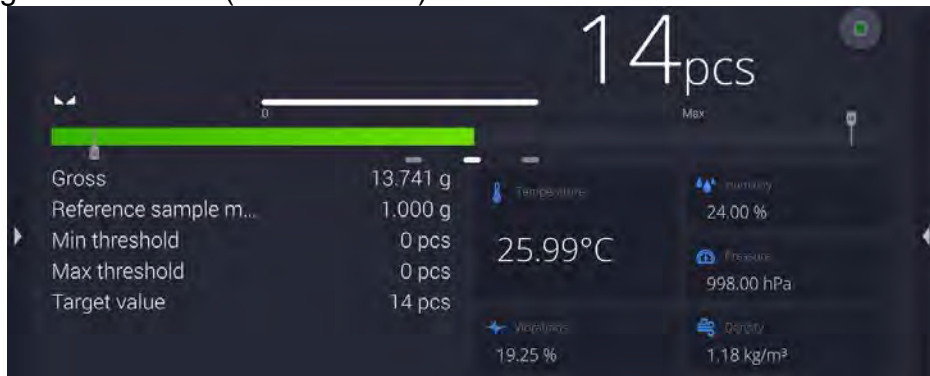 14 pcs
0
Max
Gross 13.741 g
Reference sample m... 1.000 g
Min threshold 0 pcs
Max threshold 0 pcs
Target value 14 pcs
Temperature
25.99°C
Humidity
24.00 %
Pressure
998.00 hPa
Vibrations
19.25 %
Density
1.18 kg/m³